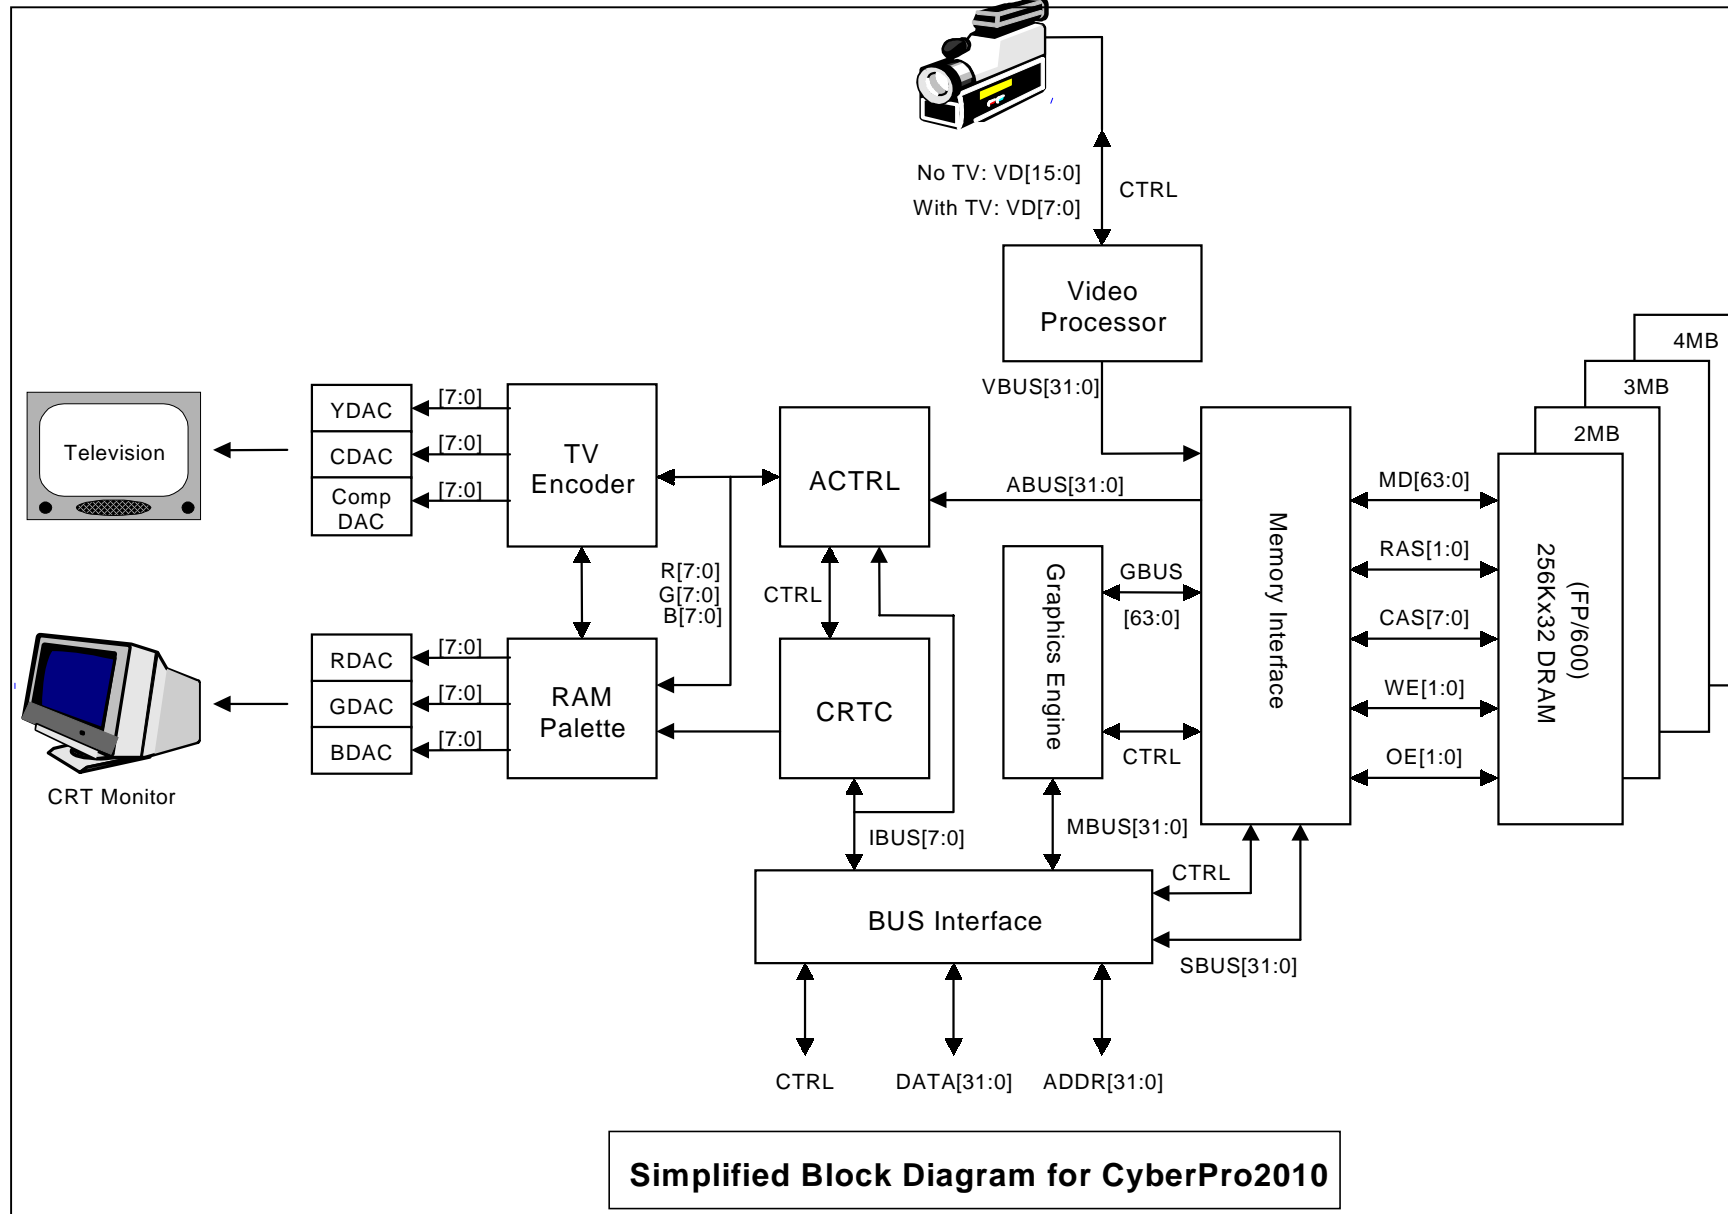 No TV: VD[15:0]
With TV: VD[7:0]
CTRL
Video
Processor
VBUS[31:0]
4MB
3MB
2MB
256Kx32 DRAM
(FP/600)
Television
YDAC
CDAC
Comp
DAC
[7:0]
[7:0]
[7:0]
TV
Encoder
ACTRL
ABUS[31:0]
Memory Interface
MD[63:0]
RAS[1:0]
CAS[7:0]
WE[1:0]
OE[1:0]
R[7:0]
G[7:0]
B[7:0]
CTRL
Graphics Engine
GBUS
[63:0]
CTRL
CRT Monitor
RDAC
GDAC
BDAC
[7:0]
[7:0]
[7:0]
RAM
Palette
CRTC
IBUS[7:0]
MBUS[31:0]
CTRL
SBUS[31:0]
BUS Interface
CTRL
DATA[31:0]
ADDR[31:0]
Simplified Block Diagram for CyberPro2010